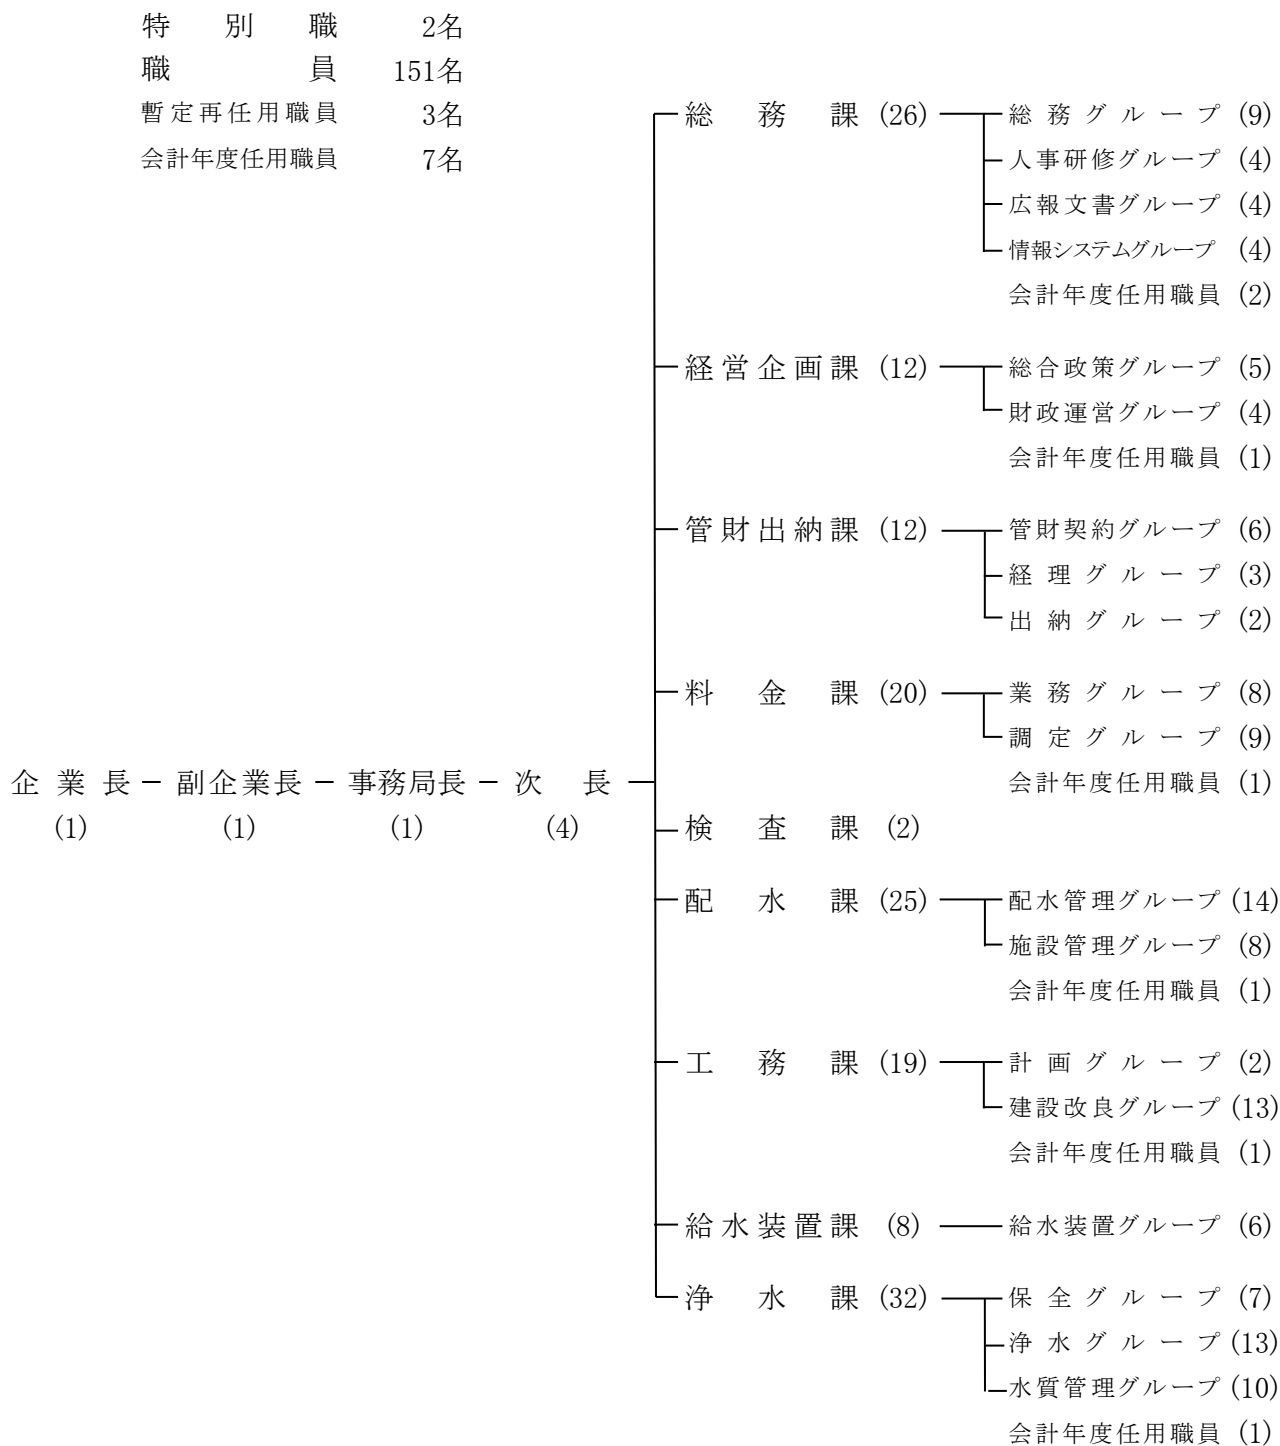 特別職 2名
職員 151名
暫定再任用職員 3名
会計年度任用職員 7名
総務課 (26) 総務グループ (9)
人事研修グループ (4)
広報文書グループ (4)
情報システムグループ (4)
会計年度任用職員 (2)
経営企画課 (12) 総合政策グループ (5)
財政運営グループ (4)
会計年度任用職員 (1)
管財出納課 (12) 管財契約グループ (6)
経理グループ (3)
出納グループ (2)
料金課 (20) 業務グループ (8)
調定グループ (9)
会計年度任用職員 (1)
企業長 － 副企業長 － 事務局長 － 次長
(1) (1) (1) (4)
検査課 (2)
配水課 (25) 配水管理グループ (14)
施設管理グループ (8)
会計年度任用職員 (1)
工務課 (19) 計画グループ (2)
建設改良グループ (13)
会計年度任用職員 (1)
給水装置課 (8) 給水装置グループ (6)
浄水課 (32) 保全グループ (7)
浄水グループ (13)
水質管理グループ (10)
会計年度任用職員 (1)